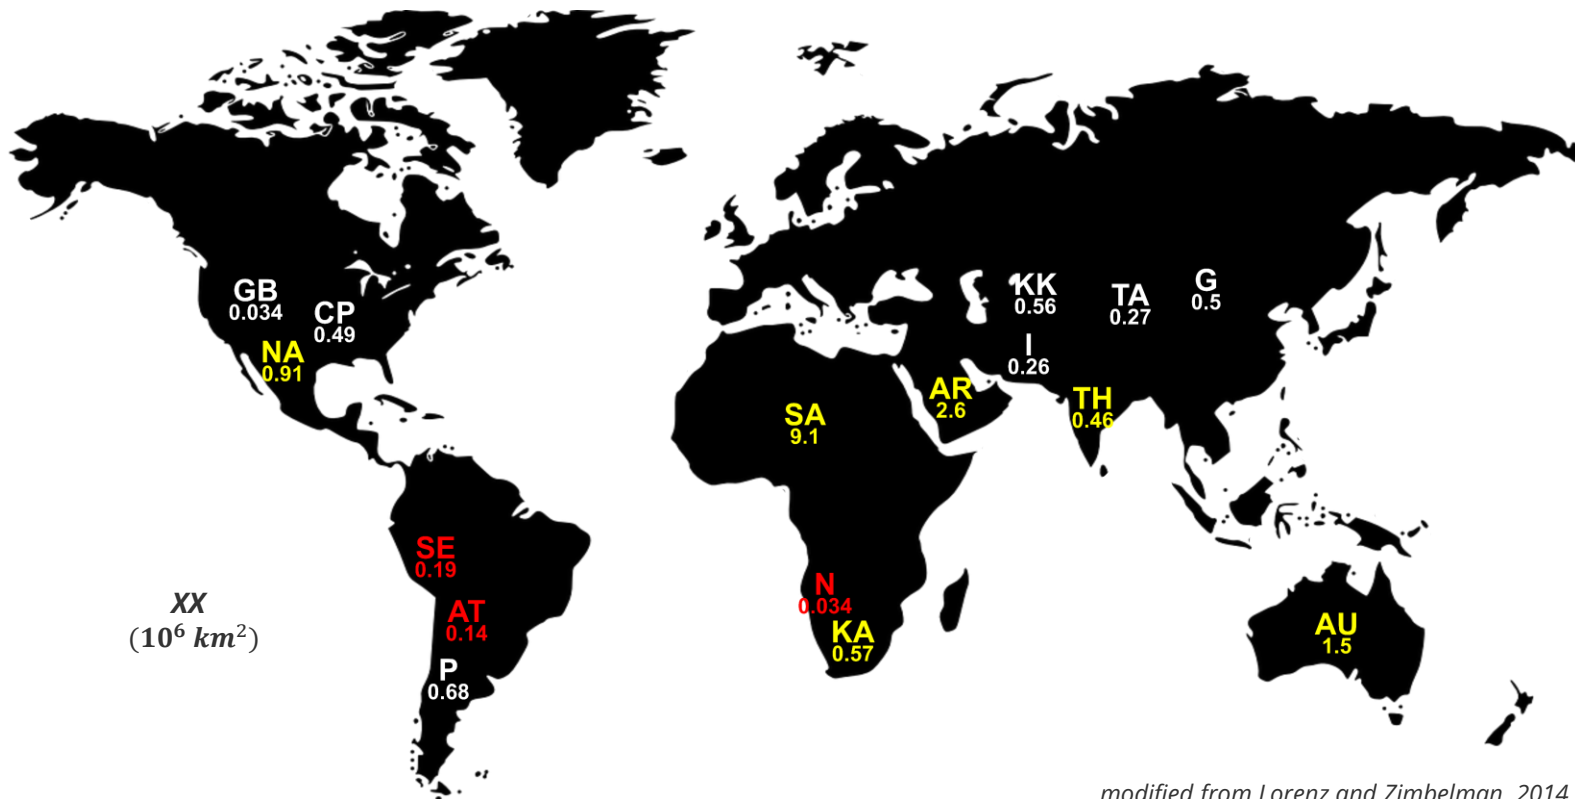 GB
0.034
CP
0.49
NA
0.91
KK
0.56
TA
0.27
G
0.5
I
0.26
AR
2.6
TH
0.46
SA
9.1
SE
0.19
AT
0.14
P
0.68
N
0.034
KA
0.57
AU
1.5
XX
(10⁶ km²)
modified from Lorenz and Zimbelman, 2014